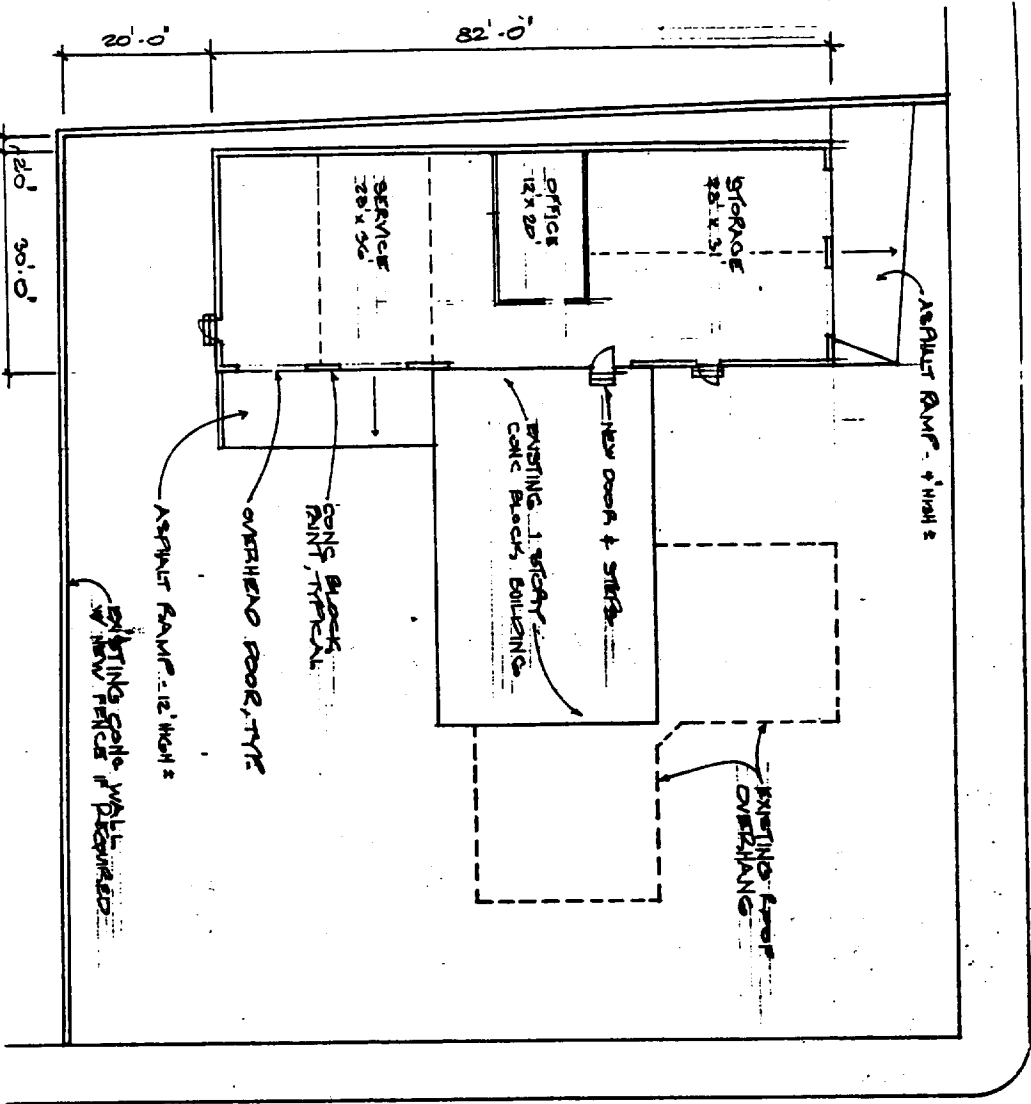 20'-0"
82'-0"
20'
30'-0"
STORAGE
28' x 31'
OFFICE
12' x 20'
SERVICE
28' x 36'
ASPHALT RAMP - 4' HIGH ±
NEW DOOR & STEPS
EXISTING 1 STORY
CONC BLOCK BUILDING
CONC BLOCK
PAINT, TYPICAL
OVERHEAD DOOR, TYP.
ASPHALT RAMP - 12" HIGH ±
EXISTING CONC WALL
W/ NEW FENCE IF REQUIRED
EXISTING ROOF
OVERHANG